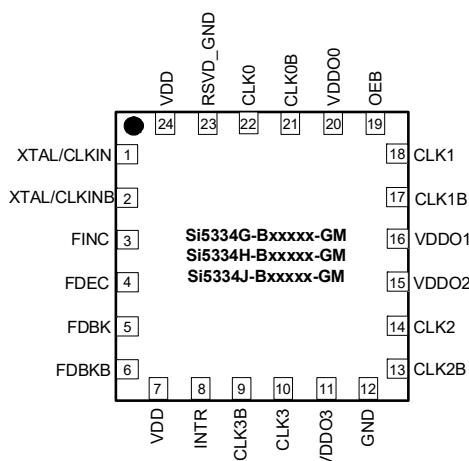 VDD
RSVD_GND
CLK0
CLK0B
VDDO0
OEB
24
23
22
21
20
19
XTAL/CLKIN 1
18 CLK1
XTAL/CLKINB 2
17 CLK1B
FINC 3
16 VDDO1
FDEC 4
15 VDDO2
FDBK 5
14 CLK2
FDBKB 6
13 CLK2B
Si5334G-Bxxxxx-GM
Si5334H-Bxxxxx-GM
Si5334J-Bxxxxx-GM
7
8
9
10
11
12
VDD
INTR
CLK3B
CLK3
VDDO3
GND